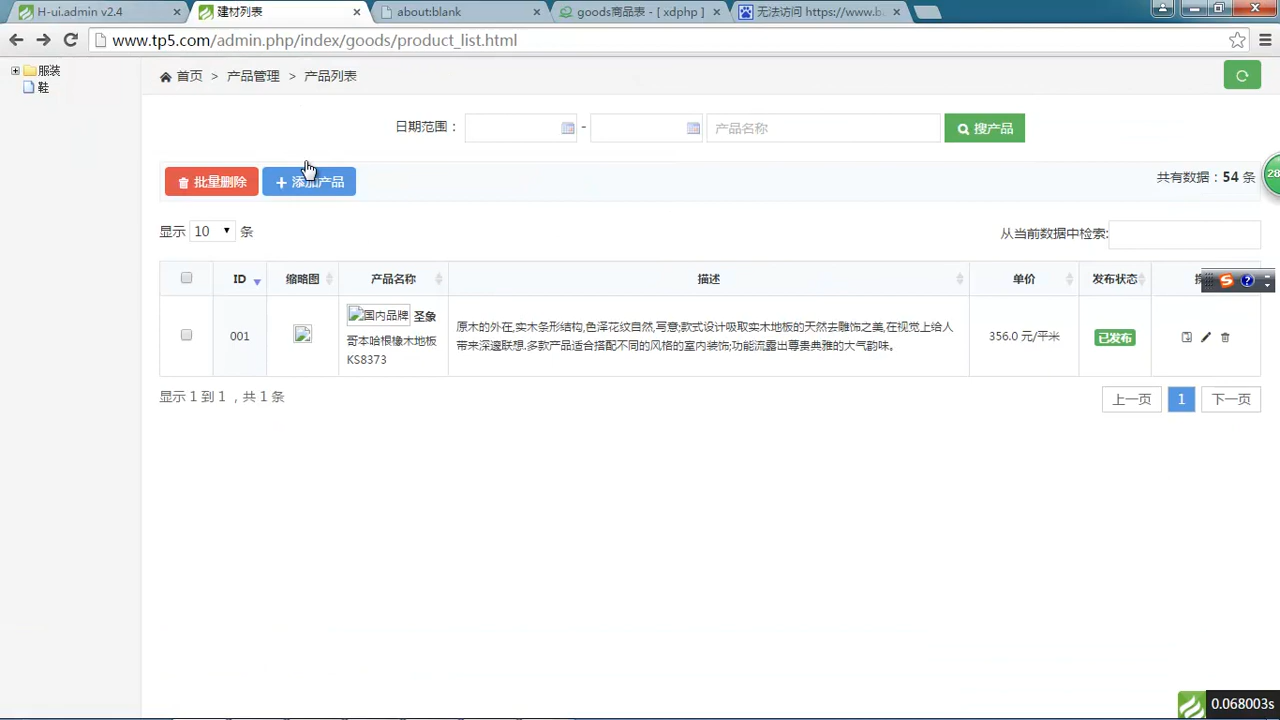 H-ui.admin v2.4
建材列表
about:blank
goods商品表 - [ xdphp ]
无法访问 https://www.b
www.tp5.com/admin.php/index/goods/product_list.html
服装
鞋
首页 > 产品管理 > 产品列表
日期范围：
-
产品名称
搜产品
批量删除
添加产品
共有数据：54 条
28
显示 10 条
从当前数据中检索:
ID 缩略图 产品名称 描述 单价 发布状态
001
国内品牌 圣象
哥本哈根橡木地板
KS8373
原木的外在,实木条形结构,色泽花纹自然,写意;款式设计吸取实木地板的天然去雕饰之美,在视觉上给人
带来深邃联想.多款产品适合搭配不同的风格的室内装饰;功能流露出尊贵典雅的大气韵味。
356.0 元/平米
已发布
显示 1 到 1 ，共 1 条
上一页 1 下一页
0.068003s